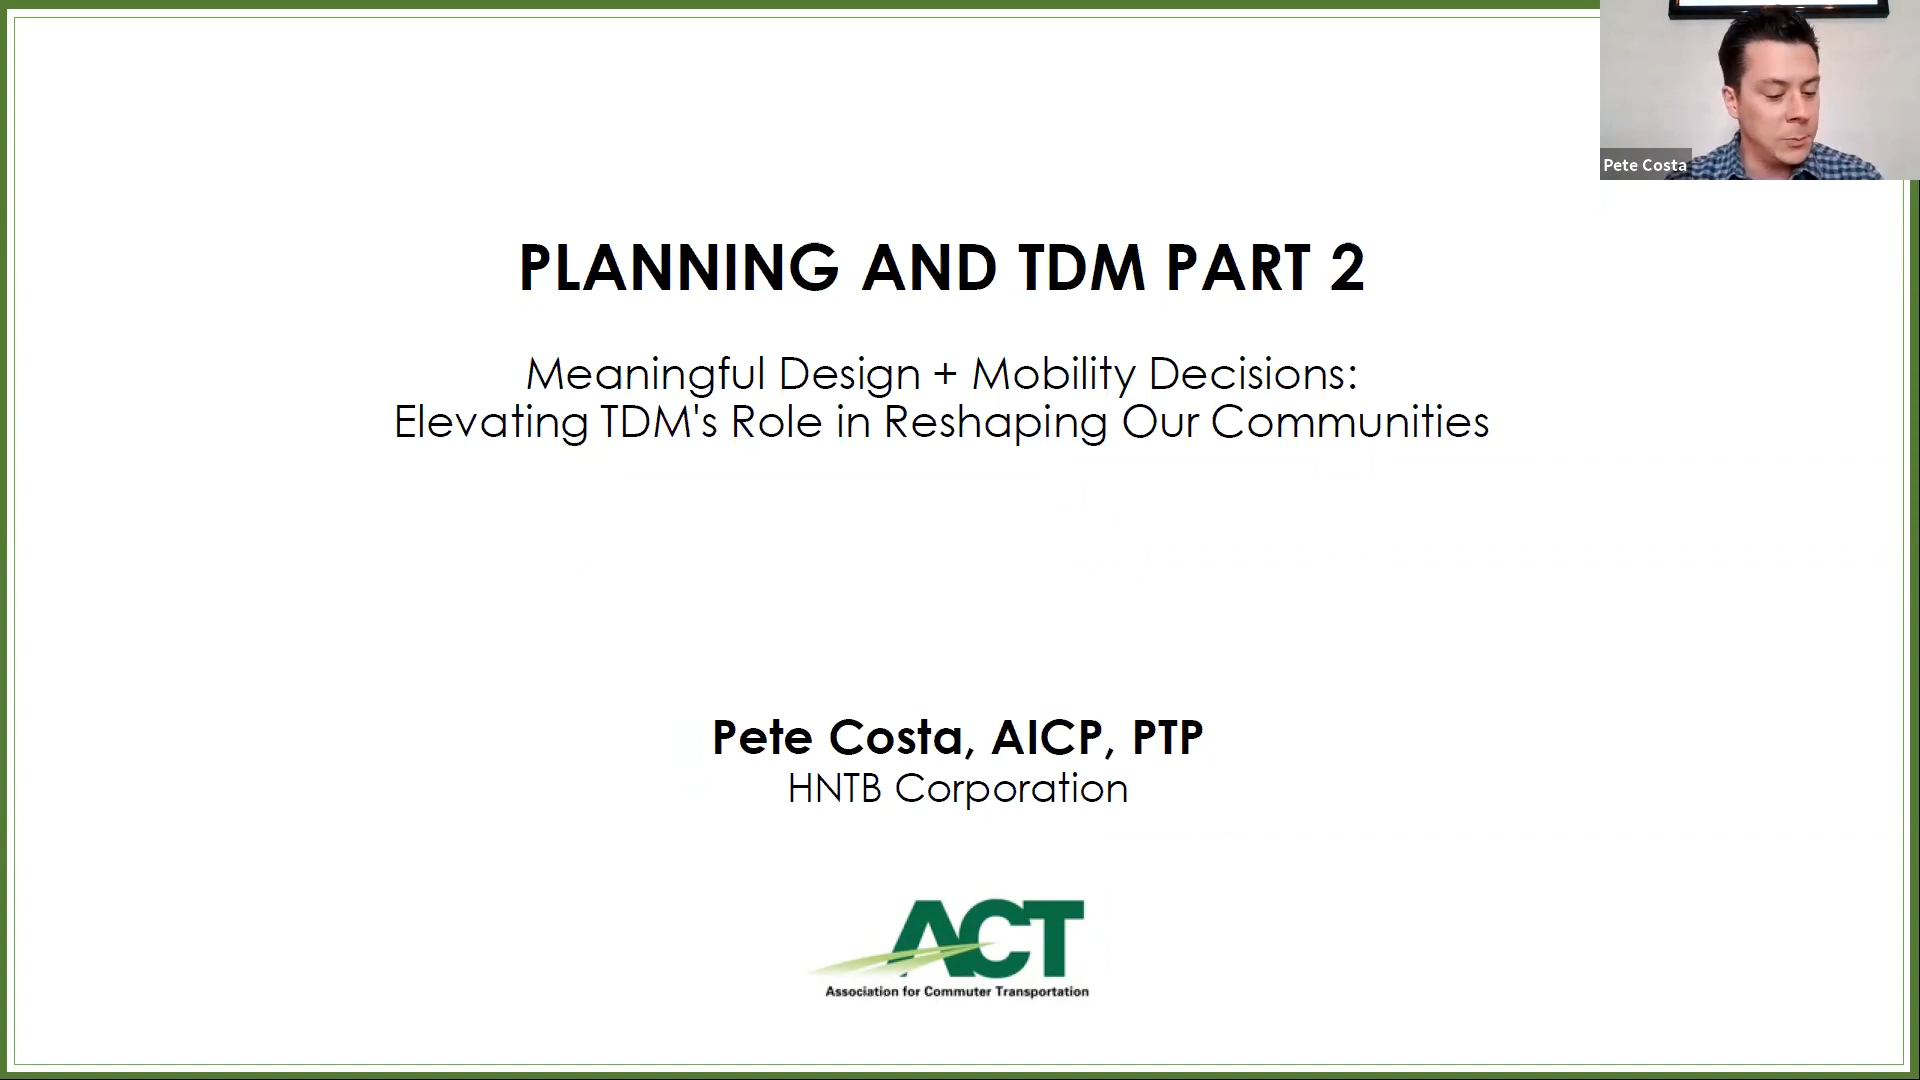 Pete Costa
PLANNING AND TDM PART 2
Meaningful Design + Mobility Decisions:
Elevating TDM's Role in Reshaping Our Communities
Pete Costa, AICP, PTP
HNTB Corporation
ACT
Association for Commuter Transportation